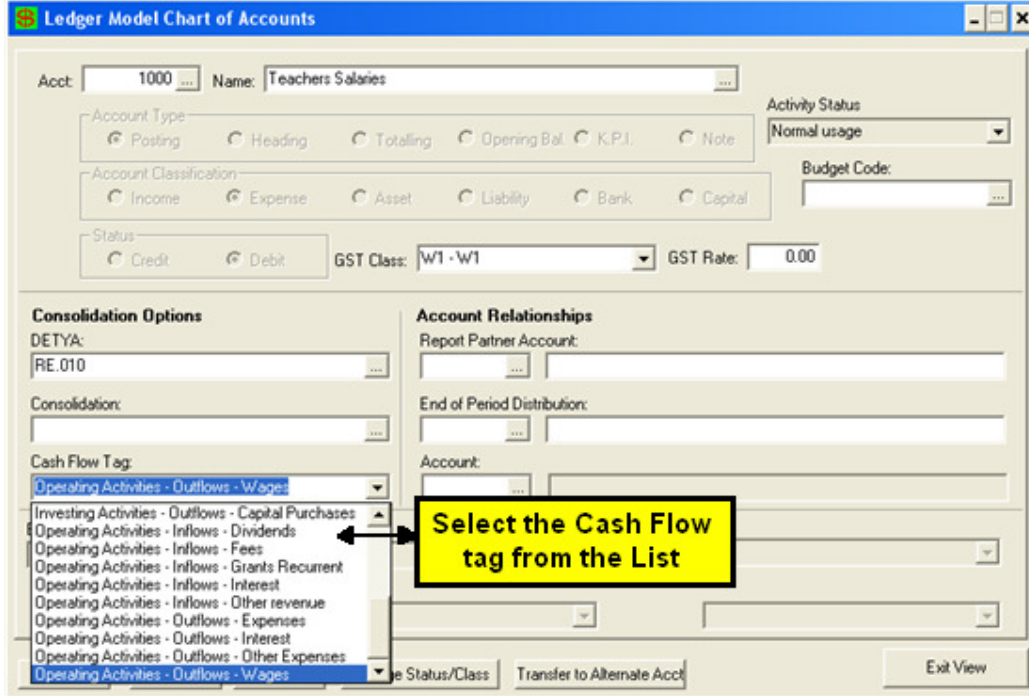 Ledger Model Chart of Accounts
Acct: 1000 ... Name: Teachers Salaries ...
Activity Status
Account Type
Posting Heading Totalling Opening Bal. K.P.I. Note
Normal usage
Account Classification
Budget Code:
Income Expense Asset Liability Bank Capital
...
Status
Credit Debit GST Class: W1 - W1 GST Rate: 0.00
Consolidation Options Account Relationships
DETYA: Report Partner Account:
RE.010 ... ...
Consolidation: End of Period Distribution:
... ...
Cash Flow Tag: Account:
Operating Activities - Outflows - Wages ...
Investing Activities - Outflows - Capital Purchases
Operating Activities - Inflows - Dividends
Operating Activities - Inflows - Fees
Operating Activities - Inflows - Grants Recurrent
Operating Activities - Inflows - Interest
Operating Activities - Inflows - Other revenue
Operating Activities - Outflows - Expenses
Operating Activities - Outflows - Interest
Operating Activities - Outflows - Other Expenses
Operating Activities - Outflows - Wages
Select the Cash Flow
tag from the List
e Status/Class Transfer to Alternate Acct Exit View